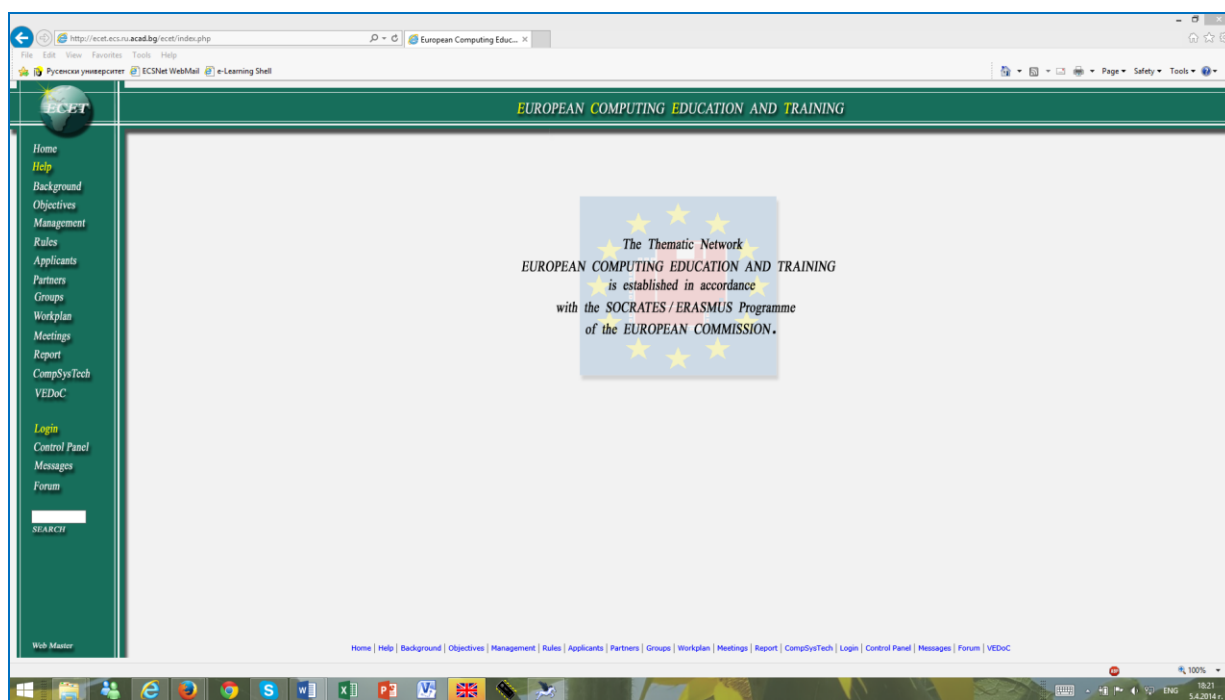 http://ecet.ecs.ru.acad.bg/ecet/index.php
European Computing Educ...
File Edit View Favorites Tools Help
Русенски университет ECSNet WebMail e-Learning Shell
Page Safety Tools
ECET
EUROPEAN COMPUTING EDUCATION AND TRAINING
Home
Help
Background
Objectives
Management
Rules
Applicants
Partners
Groups
Workplan
Meetings
Report
CompSysTech
VEDoC
Login
Control Panel
Messages
Forum
SEARCH
Web Master
The Thematic Network
EUROPEAN COMPUTING EDUCATION AND TRAINING
is established in accordance
with the SOCRATES / ERASMUS Programme
of the EUROPEAN COMMISSION.
Home | Help | Background | Objectives | Management | Rules | Applicants | Partners | Groups | Workplan | Meetings | Report | CompSysTech | Login | Control Panel | Messages | Forum | VEDoC
100%
ENG
18:21
5.4.2014 г.